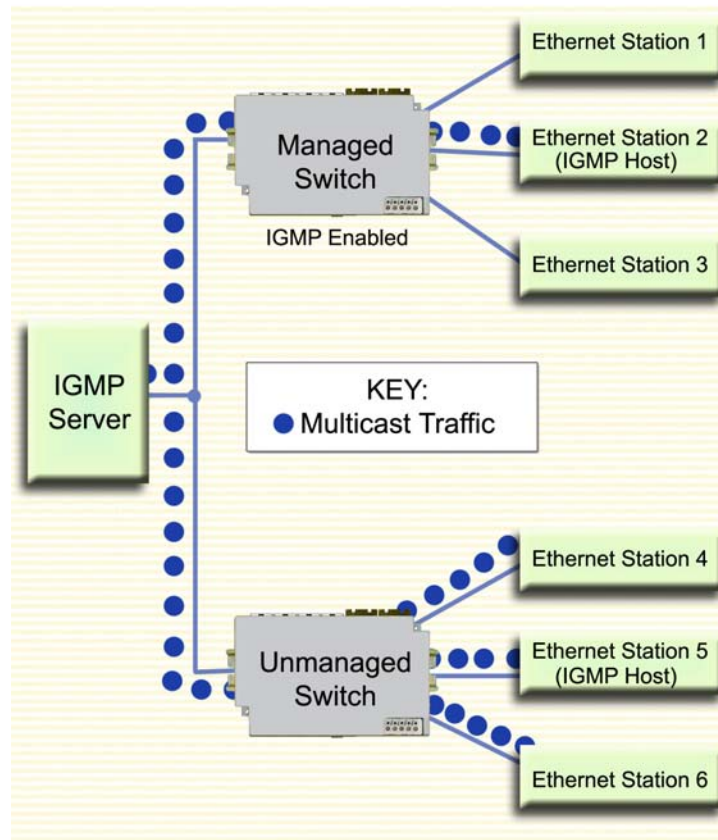 Ethernet Station 1
Managed
Switch
Ethernet Station 2
(IGMP Host)
IGMP Enabled
Ethernet Station 3
IGMP
Server
KEY:
Multicast Traffic
Ethernet Station 4
Unmanaged
Switch
Ethernet Station 5
(IGMP Host)
Ethernet Station 6